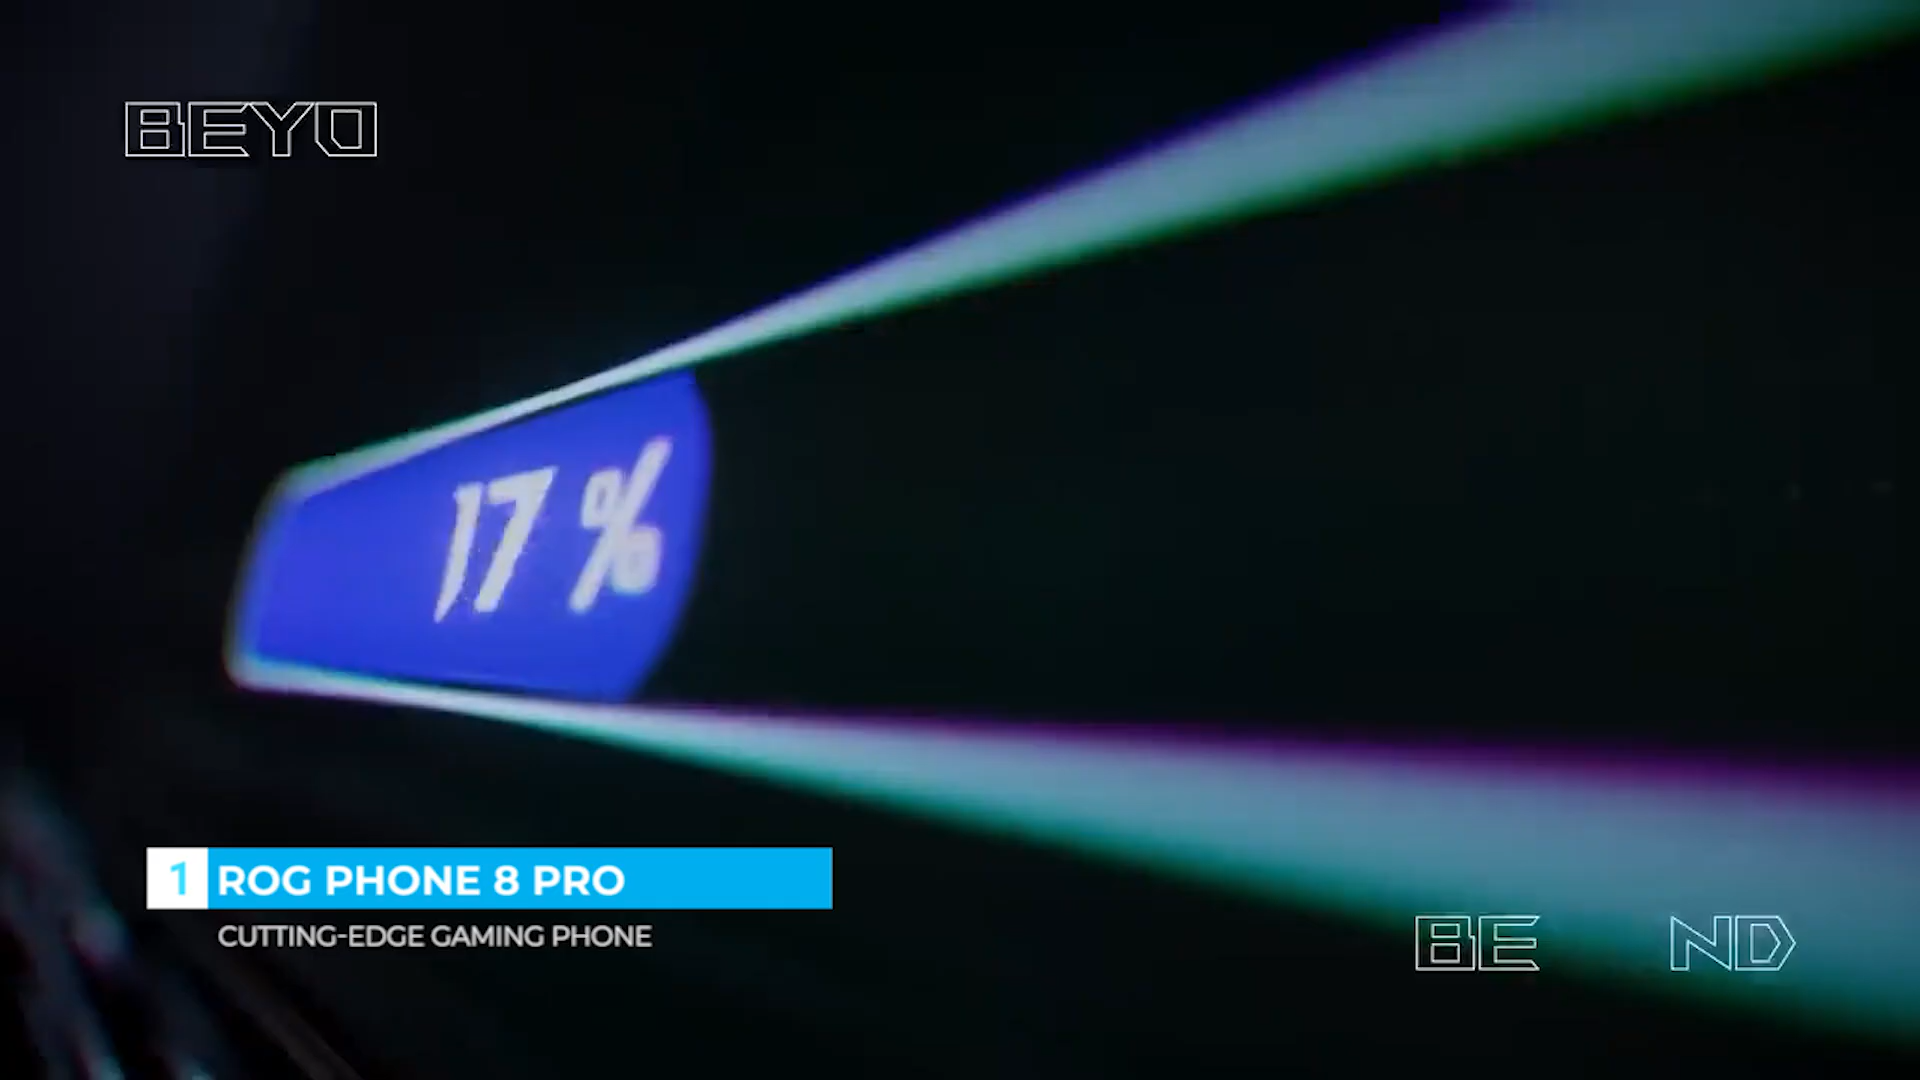 BEYO
17 %
1 ROG PHONE 8 PRO
CUTTING-EDGE GAMING PHONE
BE ND